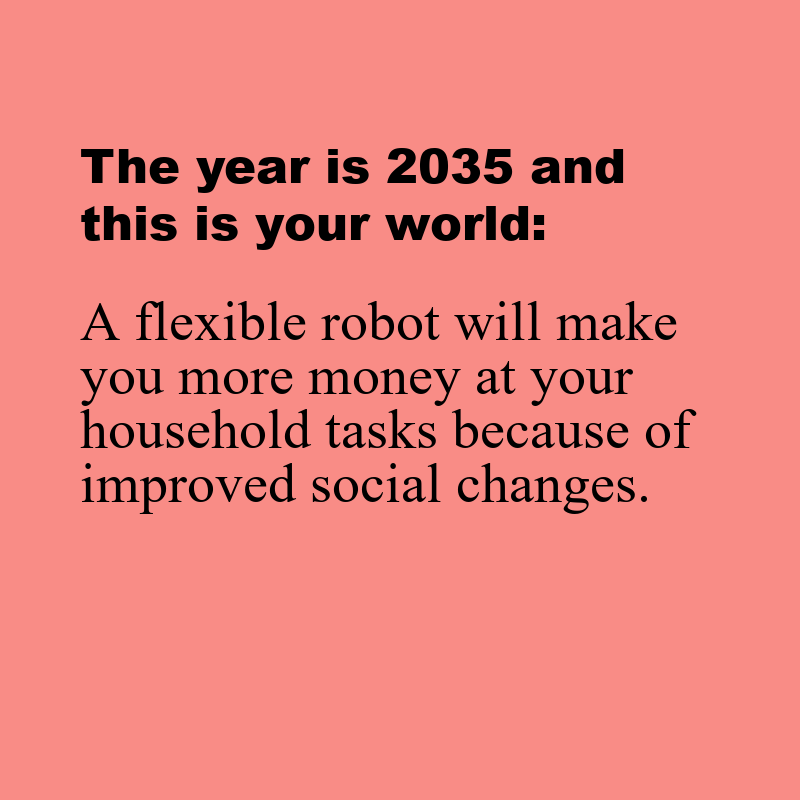 The year is 2035 and
this is your world:
A flexible robot will make
you more money at your
household tasks because of
improved social changes.